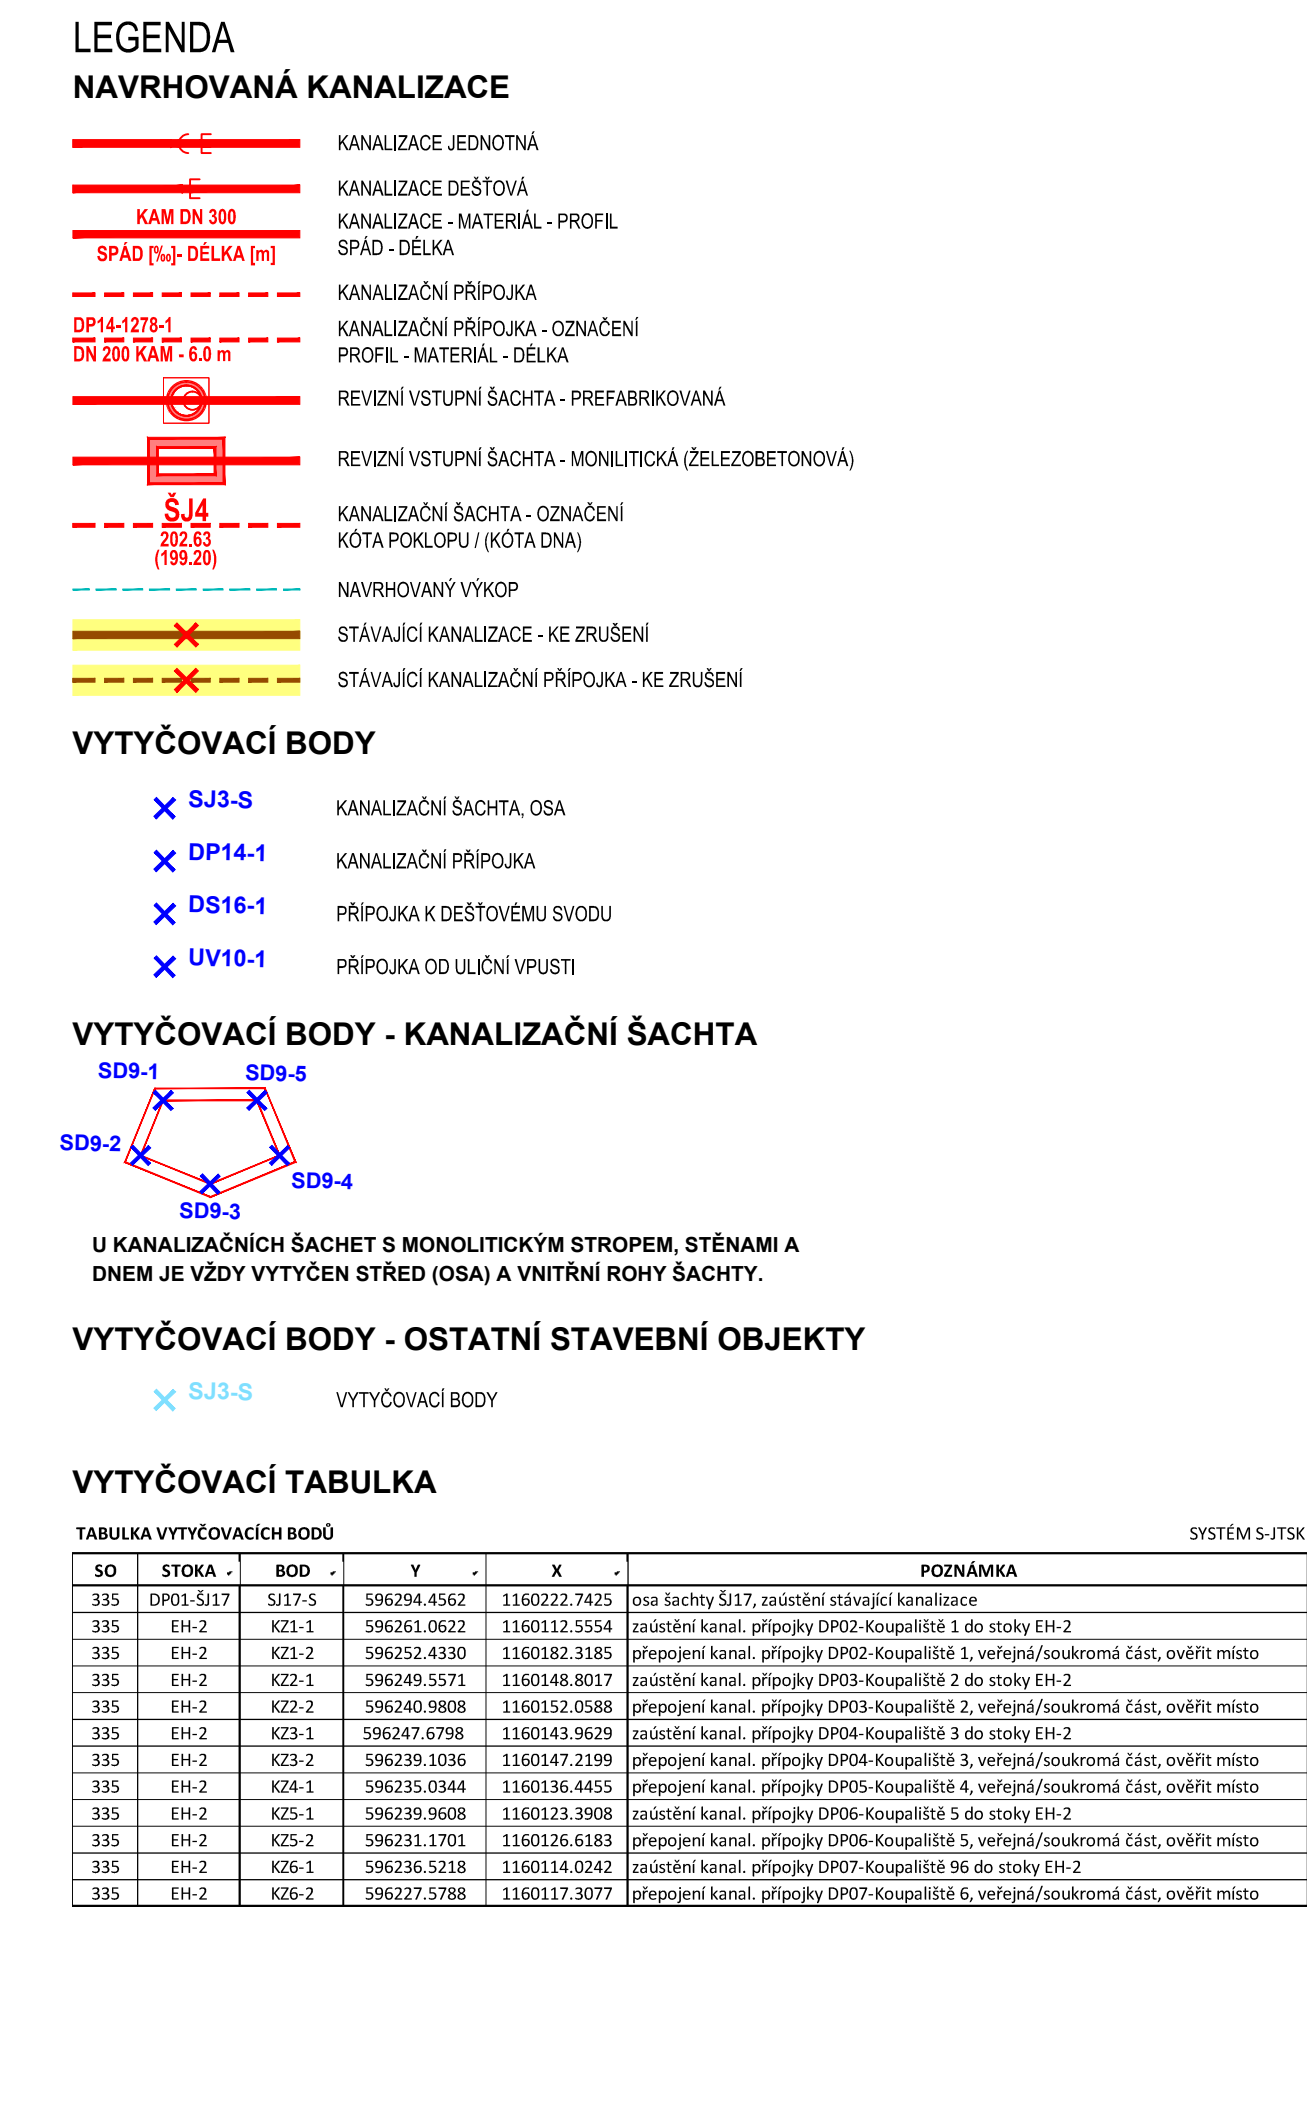 LEGENDA
NAVRHOVANÁ KANALIZACE
KANALIZACE JEDNOTNÁ
KANALIZACE DEŠŤOVÁ
KAM DN 300
SPÁD [‰]- DÉLKA [m]
KANALIZACE - MATERIÁL - PROFIL
SPÁD - DÉLKA
KANALIZAČNÍ PŘÍPOJKA
DP14-1278-1
DN 200 KAM - 6.0 m
KANALIZAČNÍ PŘÍPOJKA - OZNAČENÍ
PROFIL - MATERIÁL - DÉLKA
REVIZNÍ VSTUPNÍ ŠACHTA - PREFABRIKOVANÁ
REVIZNÍ VSTUPNÍ ŠACHTA - MONILITICKÁ (ŽELEZOBETONOVÁ)
ŠJ4
202.63
(199.20)
KANALIZAČNÍ ŠACHTA - OZNAČENÍ
KÓTA POKLOPU / (KÓTA DNA)
NAVRHOVANÝ VÝKOP
STÁVAJÍCÍ KANALIZACE - KE ZRUŠENÍ
STÁVAJÍCÍ KANALIZAČNÍ PŘÍPOJKA - KE ZRUŠENÍ
VYTYČOVACÍ BODY
SJ3-S KANALIZAČNÍ ŠACHTA, OSA
DP14-1 KANALIZAČNÍ PŘÍPOJKA
DS16-1 PŘÍPOJKA K DEŠŤOVÉMU SVODU
UV10-1 PŘÍPOJKA OD ULIČNÍ VPUSTI
VYTYČOVACÍ BODY - KANALIZAČNÍ ŠACHTA
SD9-1 SD9-5
SD9-2
SD9-4
SD9-3
U KANALIZAČNÍCH ŠACHET S MONOLITICKÝM STROPEM, STĚNAMI A
DNEM JE VŽDY VYTYČEN STŘED (OSA) A VNITŘNÍ ROHY ŠACHTY.
VYTYČOVACÍ BODY - OSTATNÍ STAVEBNÍ OBJEKTY
SJ3-S VYTYČOVACÍ BODY
VYTYČOVACÍ TABULKA
TABULKA VYTYČOVACÍCH BODŮ SYSTÉM S-JTSK
SO STOKA BOD Y X POZNÁMKA
335 DP01-ŠJ17 SJ17-S 596294.4562 1160222.7425 osa šachty ŠJ17, zaústění stávající kanalizace
335 EH-2 KZ1-1 596261.0622 1160112.5554 zaústění kanal. přípojky DP02-Koupaliště 1 do stoky EH-2
335 EH-2 KZ1-2 596252.4330 1160182.3185 přepojení kanal. přípojky DP02-Koupaliště 1, veřejná/soukromá část, ověřit místo
335 EH-2 KZ2-1 596249.5571 1160148.8017 zaústění kanal. přípojky DP03-Koupaliště 2 do stoky EH-2
335 EH-2 KZ2-2 596240.9808 1160152.0588 přepojení kanal. přípojky DP03-Koupaliště 2, veřejná/soukromá část, ověřit místo
335 EH-2 KZ3-1 596247.6798 1160143.9629 zaústění kanal. přípojky DP04-Koupaliště 3 do stoky EH-2
335 EH-2 KZ3-2 596239.1036 1160147.2199 přepojení kanal. přípojky DP04-Koupaliště 3, veřejná/soukromá část, ověřit místo
335 EH-2 KZ4-1 596235.0344 1160136.4455 přepojení kanal. přípojky DP05-Koupaliště 4, veřejná/soukromá část, ověřit místo
335 EH-2 KZ5-1 596239.9608 1160123.3908 zaústění kanal. přípojky DP06-Koupaliště 5 do stoky EH-2
335 EH-2 KZ5-2 596231.1701 1160126.6183 přepojení kanal. přípojky DP06-Koupaliště 5, veřejná/soukromá část, ověřit místo
335 EH-2 KZ6-1 596236.5218 1160114.0242 zaústění kanal. přípojky DP07-Koupaliště 96 do stoky EH-2
335 EH-2 KZ6-2 596227.5788 1160117.3077 přepojení kanal. přípojky DP07-Koupaliště 6, veřejná/soukromá část, ověřit místo